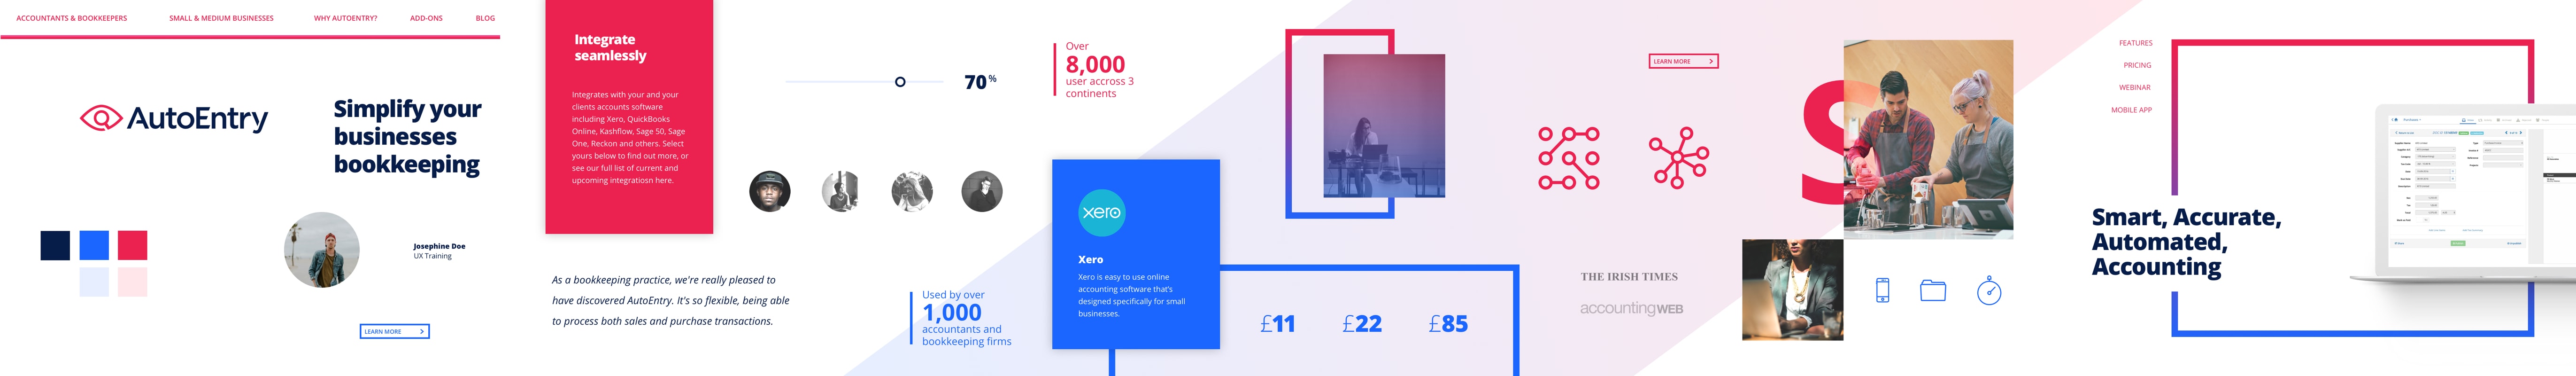 ACCOUNTANTS & BOOKKEEPERS
SMALL & MEDIUM BUSINESSES
WHY AUTOENTRY?
ADD-ONS
BLOG
AutoEntry
Simplify your
businesses
bookkeeping
Josephine Doe
UX Training
LEARN MORE
Integrate
seamlessly
Integrates with your and your
clients accounts software
including Xero, QuickBooks
Online, Kashflow, Sage 50, Sage
One, Reckon and others. Select
yours below to find out more, or
see our full list of current and
upcoming integratiosn here.
70%
As a bookkeeping practice, we're really pleased to
have discovered AutoEntry. It's so flexible, being able
to process both sales and purchase transactions.
Used by over
1,000
accountants and
bookkeeping firms
Over
8,000
user accross 3
continents
xero
Xero
Xero is easy to use online
accounting software that's
designed specifically for small
businesses.
£11
£22
£85
LEARN MORE
THE IRISH TIMES
accountingWEB
S
FEATURES
PRICING
WEBINAR
MOBILE APP
Smart, Accurate,
Automated,
Accounting